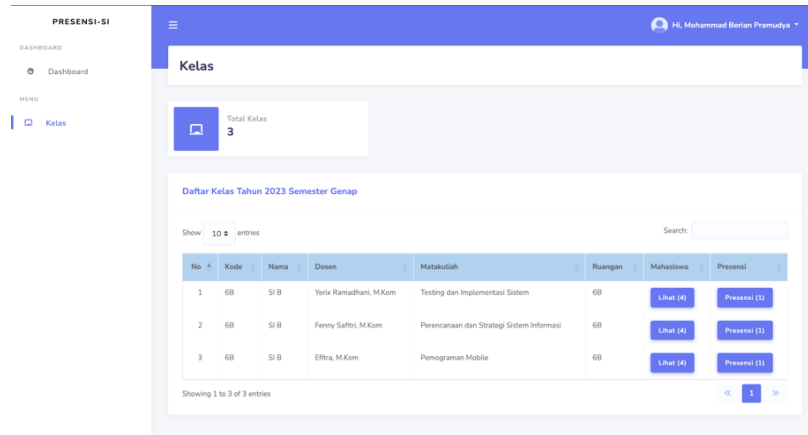 PRESENSI-SI
Hi, Mohammad Berian Pramudya
DASHBOARD
Dashboard
MENU
Kelas
Kelas
Total Kelas
3
Daftar Kelas Tahun 2023 Semester Genap
Show 10 entries
Search:
No Kode Nama Dosen Matakuliah Ruangan Mahasiswa Presensi
1 6B SI B Yerix Ramadhani, M.Kom Testing dan Implementasi Sistem 6B Lihat (4) Presensi (1)
2 6B SI B Fenny Safitri, M.Kom Perencanaan dan Strategi Sistem Informasi 6B Lihat (4) Presensi (1)
3 6B SI B Efitra, M.Kom Pemograman Mobile 6B Lihat (4) Presensi (1)
Showing 1 to 3 of 3 entries
« 1 »